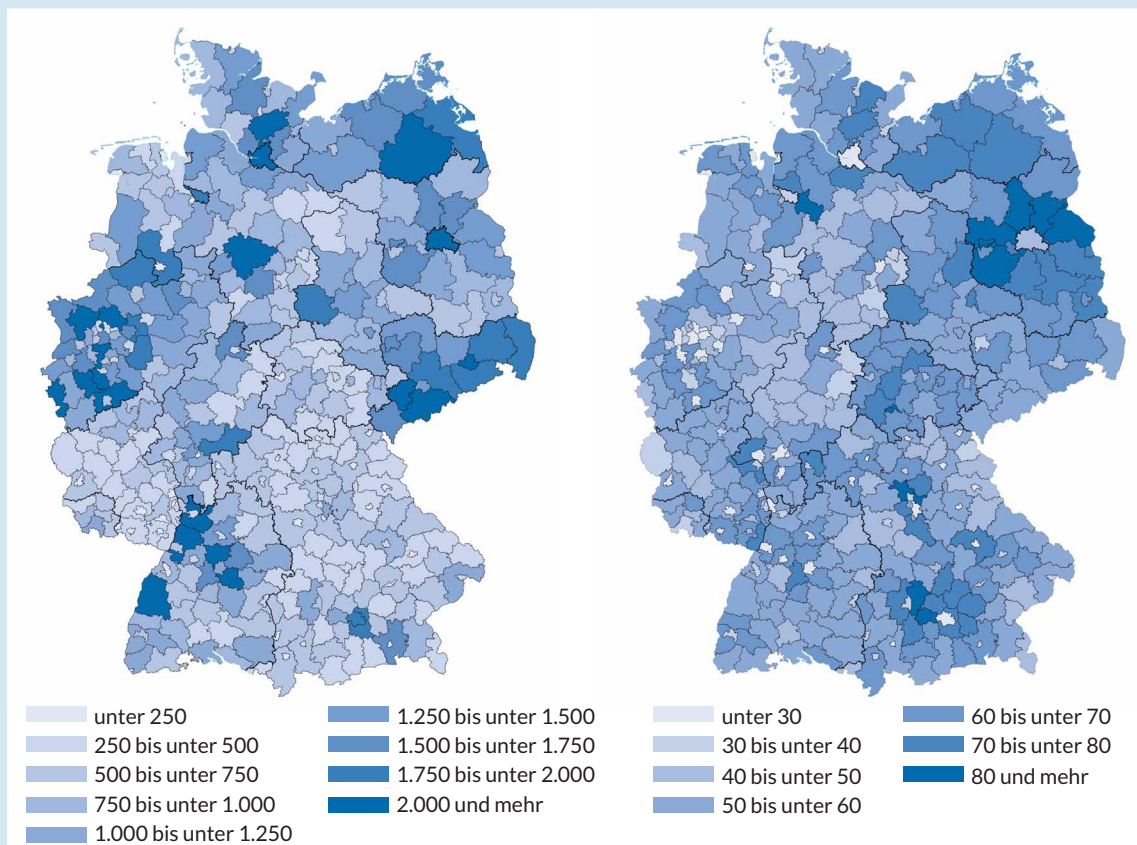 unter 250
250 bis unter 500
500 bis unter 750
750 bis unter 1.000
1.000 bis unter 1.250
1.250 bis unter 1.500
1.500 bis unter 1.750
1.750 bis unter 2.000
2.000 und mehr
unter 30
30 bis unter 40
40 bis unter 50
50 bis unter 60
60 bis unter 70
70 bis unter 80
80 und mehr